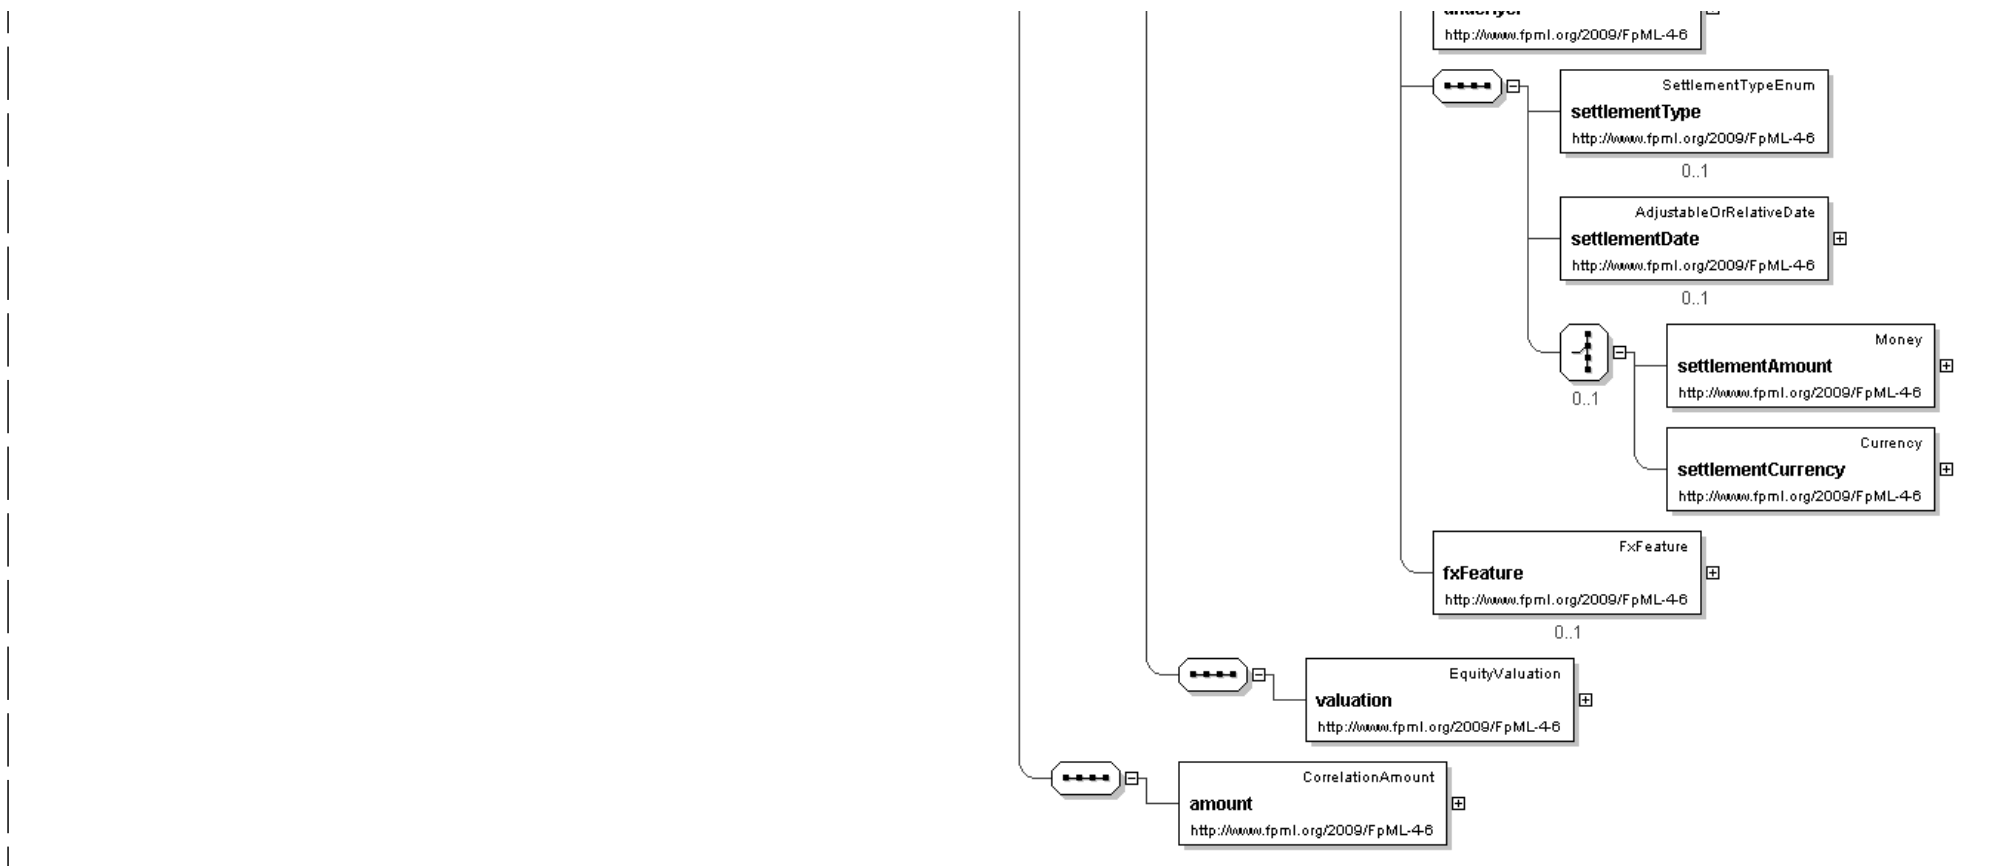 http://www.fpml.org/2009/FpML-4-6
SettlementTypeEnum
settlementType
http://www.fpml.org/2009/FpML-4-6
0..1
AdjustableOrRelativeDate
settlementDate
http://www.fpml.org/2009/FpML-4-6
0..1
Money
settlementAmount
http://www.fpml.org/2009/FpML-4-6
0..1
Currency
settlementCurrency
http://www.fpml.org/2009/FpML-4-6
FxFeature
fxFeature
http://www.fpml.org/2009/FpML-4-6
0..1
EquityValuation
valuation
http://www.fpml.org/2009/FpML-4-6
CorrelationAmount
amount
http://www.fpml.org/2009/FpML-4-6